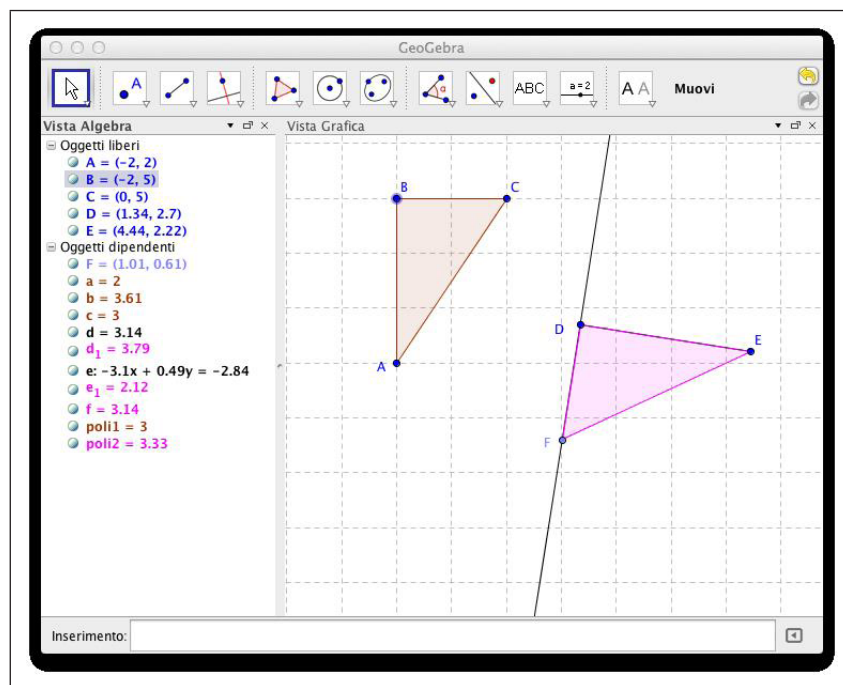 GeoGebra
A
α
ABC
a=2
A A
Muovi
Vista Algebra
Vista Grafica
Oggetti liberi
A = (-2, 2)
B = (-2, 5)
C = (0, 5)
D = (1.34, 2.7)
E = (4.44, 2.22)
Oggetti dipendenti
F = (1.01, 0.61)
a = 2
b = 3.61
c = 3
d = 3.14
d₁ = 3.79
e: -3.1x + 0.49y = -2.84
e₁ = 2.12
f = 3.14
poli1 = 3
poli2 = 3.33
B
C
D
E
A
F
Inserimento: